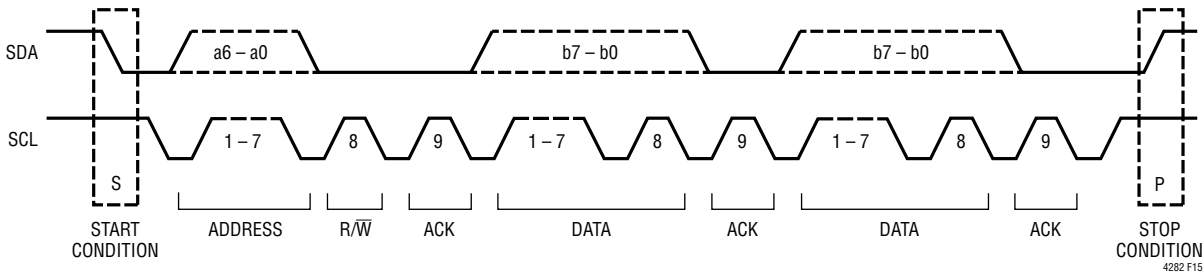 SDA
a6 – a0
b7 – b0
b7 – b0
SCL
1 – 7
8
9
1 – 7
8
9
1 – 7
8
9
S
P
START
CONDITION
ADDRESS
R/W̅
ACK
DATA
ACK
DATA
ACK
STOP
CONDITION
4282 F15